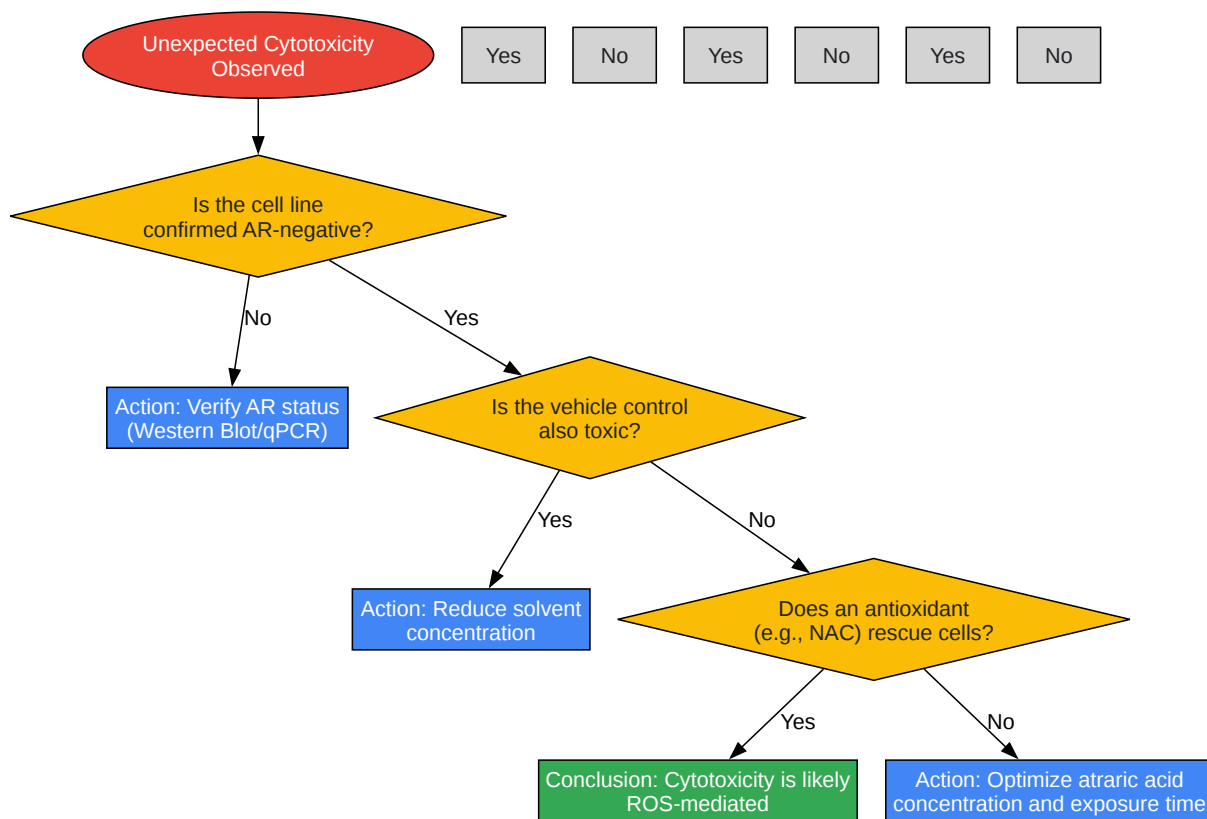 Unexpected Cytotoxicity
Observed
Yes
No
Yes
No
Yes
No
Is the cell line
confirmed AR-negative?
No
Yes
Action: Verify AR status
(Western Blot/qPCR)
Is the vehicle control
also toxic?
Yes
No
Action: Reduce solvent
concentration
Does an antioxidant
(e.g., NAC) rescue cells?
Yes
No
Conclusion: Cytotoxicity is likely
ROS-mediated
Action: Optimize atraric acid
concentration and exposure time